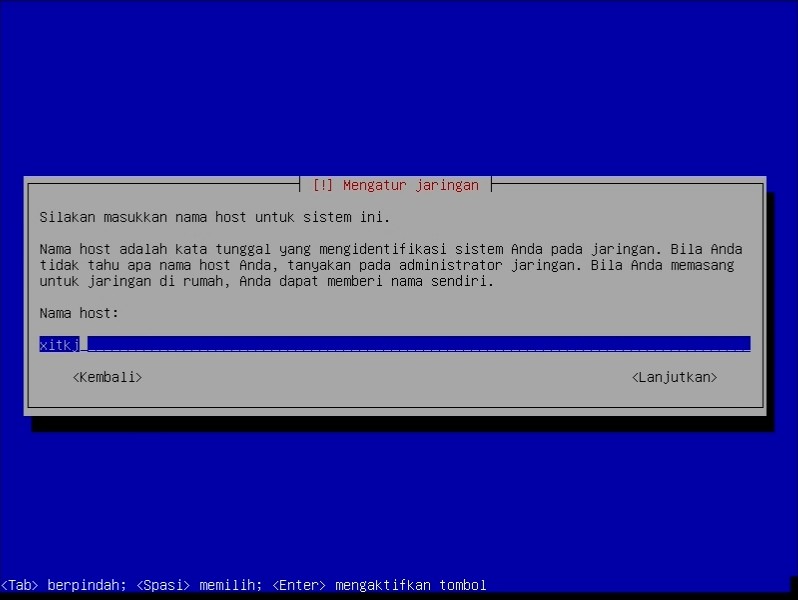 [!] Mengatur jaringan
Silakan masukkan nama host untuk sistem ini.
Nama host adalah kata tunggal yang mengidentifikasi sistem Anda pada jaringan. Bila Anda
tidak tahu apa nama host Anda, tanyakan pada administrator jaringan. Bila Anda memasang
untuk jaringan di rumah, Anda dapat memberi nama sendiri.
Nama host:
xitkj
<Kembali> <Lanjutkan>
<Tab> berpindah; <Spasi> memilih; <Enter> mengaktifkan tombol